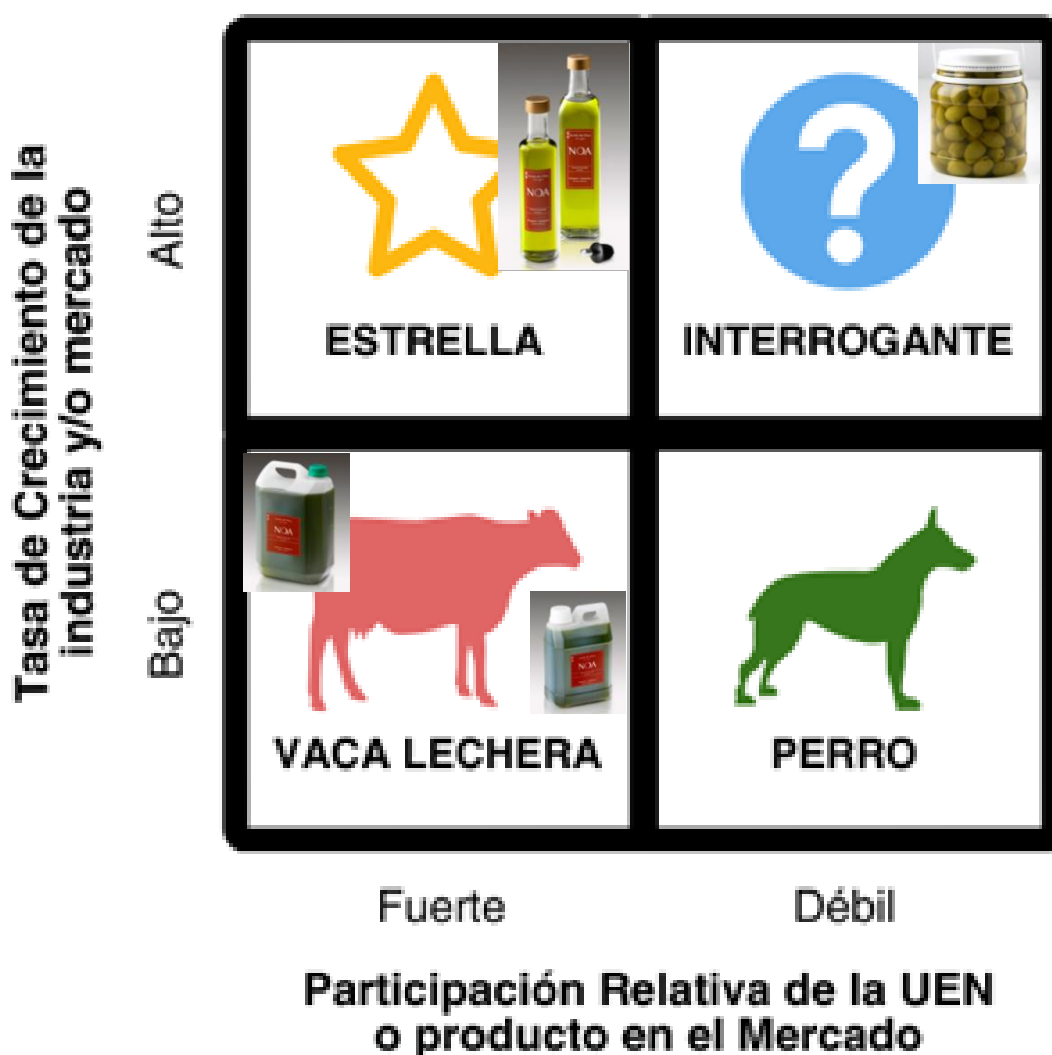 Tasa de Crecimiento de la
industria y/o mercado
Alto
Bajo
NOA
NOA
?
ESTRELLA
INTERROGANTE
NOA
NOA
VACA LECHERA
PERRO
Fuerte
Débil
Participación Relativa de la UEN
o producto en el Mercado